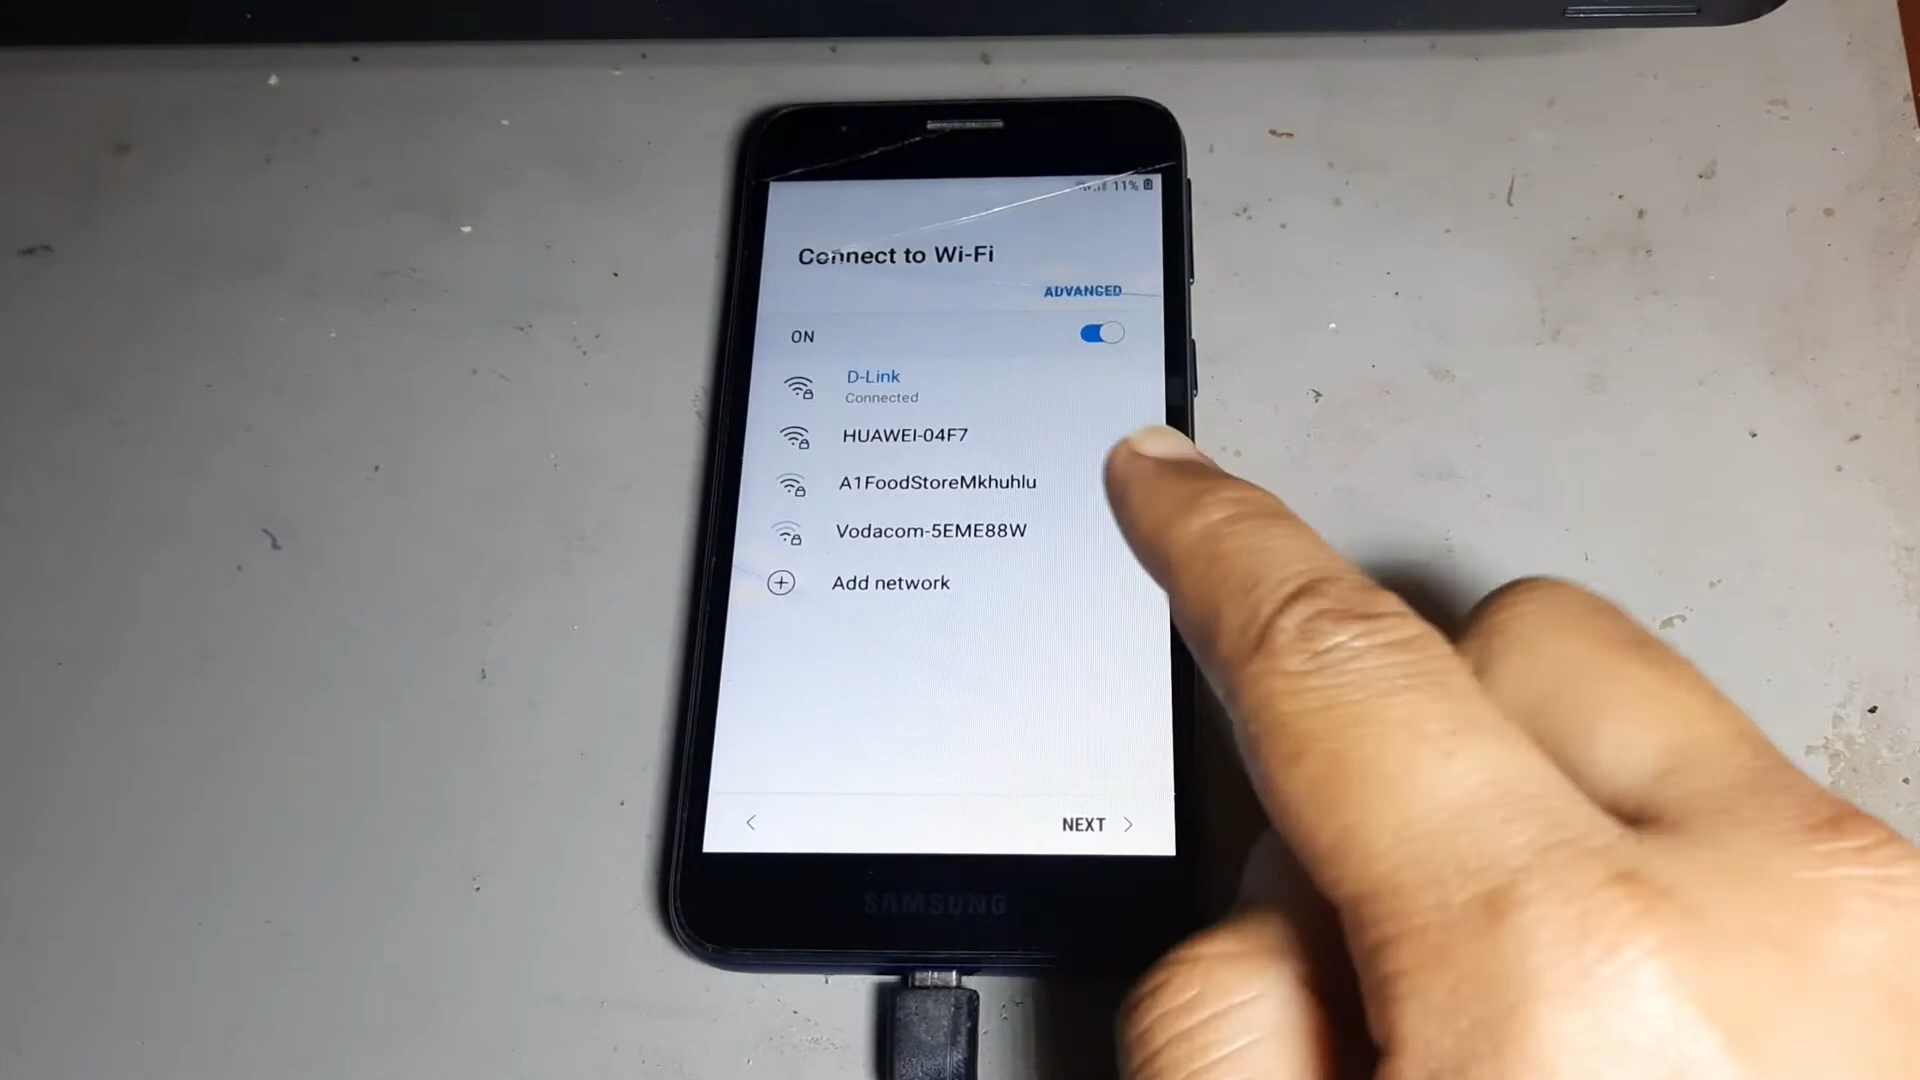 11%
Connect to Wi-Fi
ADVANCED
ON
D-Link
Connected
HUAWEI-04F7
A1FoodStoreMkhuhlu
Vodacom-5EME88W
Add network
NEXT
SAMSUNG